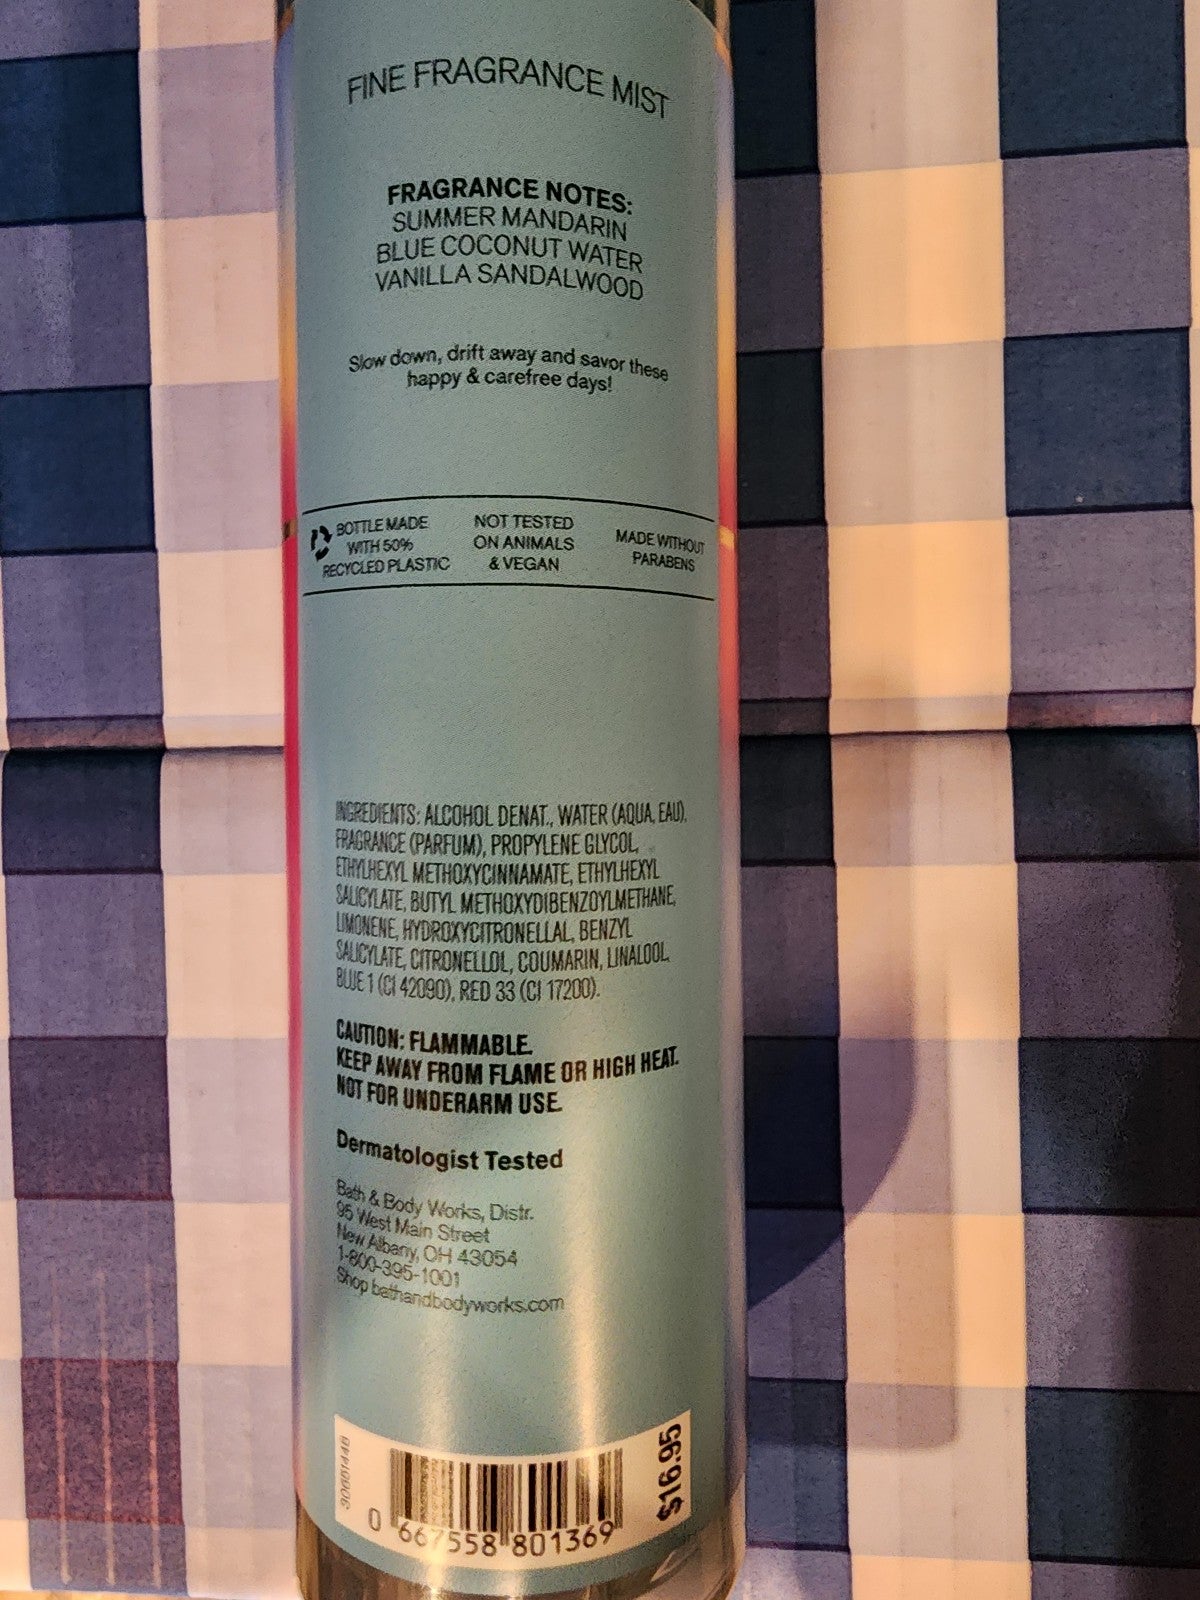 FINE FRAGRANCE MIST
FRAGRANCE NOTES:
SUMMER MANDARIN
BLUE COCONUT WATER
VANILLA SANDALWOOD
Slow down, drift away and savor these
happy & carefree days!
BOTTLE MADE
WITH 50%
RECYCLED PLASTIC
NOT TESTED
ON ANIMALS
& VEGAN
MADE WITHOUT
PARABENS
INGREDIENTS: ALCOHOL DENAT., WATER (AQUA, EAU),
FRAGRANCE (PARFUM), PROPYLENE GLYCOL,
ETHYLHEXYL METHOXYCINNAMATE, ETHYLHEXYL
SALICYLATE, BUTYL METHOXYDIBENZOYLMETHANE,
LIMONENE, HYDROXYCITRONELLAL, BENZYL
SALICYLATE, CITRONELLOL, COUMARIN, LINALOOL,
BLUE 1 (CI 42090), RED 33 (CI 17200).
CAUTION: FLAMMABLE.
KEEP AWAY FROM FLAME OR HIGH HEAT.
NOT FOR UNDERARM USE.
Dermatologist Tested
Bath & Body Works, Distr.
95 West Main Street
New Albany, OH 43054
1-800-395-1001
Shop bathandbodyworks.com
$16.95
0 667558 801369